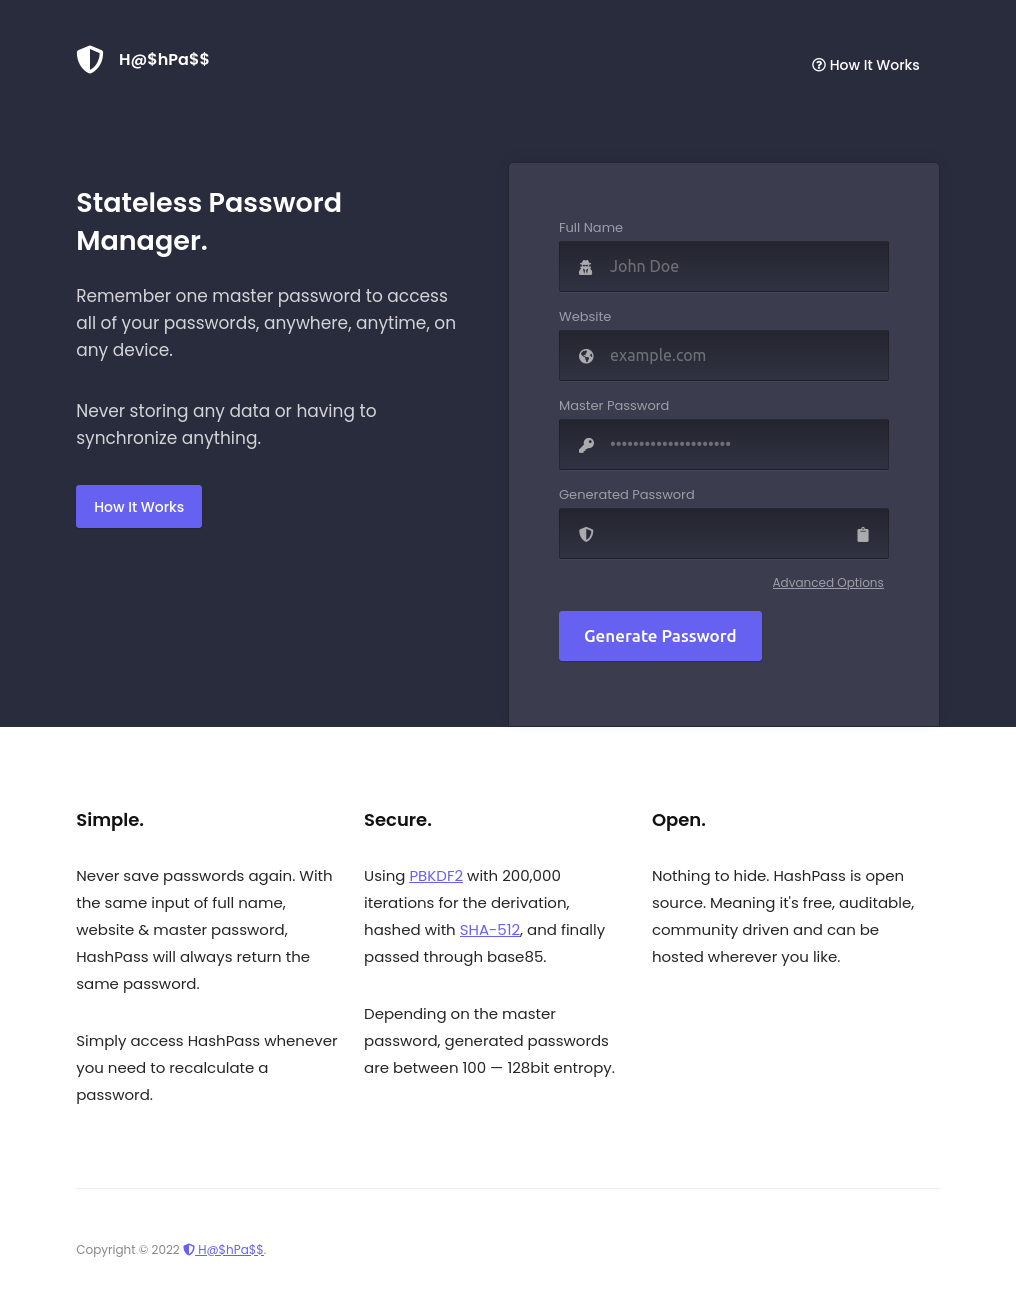 H@$hPa$$
How It Works
Stateless Password
Manager.
Remember one master password to access
all of your passwords, anywhere, anytime, on
any device.
Never storing any data or having to
synchronize anything.
How It Works
Full Name
John Doe
Website
example.com
Master Password
•••••••••••••••••••••
Generated Password
Advanced Options
Generate Password
Simple.
Never save passwords again. With
the same input of full name,
website & master password,
HashPass will always return the
same password.
Simply access HashPass whenever
you need to recalculate a
password.
Secure.
Using PBKDF2 with 200,000
iterations for the derivation,
hashed with SHA-512, and finally
passed through base85.
Depending on the master
password, generated passwords
are between 100 — 128bit entropy.
Open.
Nothing to hide. HashPass is open
source. Meaning it's free, auditable,
community driven and can be
hosted wherever you like.
Copyright © 2022 H@$hPa$$.